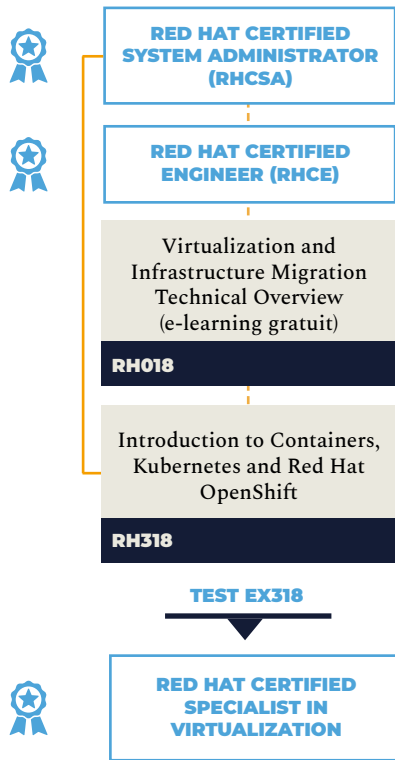 RED HAT CERTIFIED
SYSTEM ADMINISTRATOR
(RHCSA)
RED HAT CERTIFIED
ENGINEER (RHCE)
Virtualization and
Infrastructure Migration
Technical Overview
(e-learning gratuit)
RH018
Introduction to Containers,
Kubernetes and Red Hat
OpenShift
RH318
TEST EX318
RED HAT CERTIFIED
SPECIALIST IN
VIRTUALIZATION